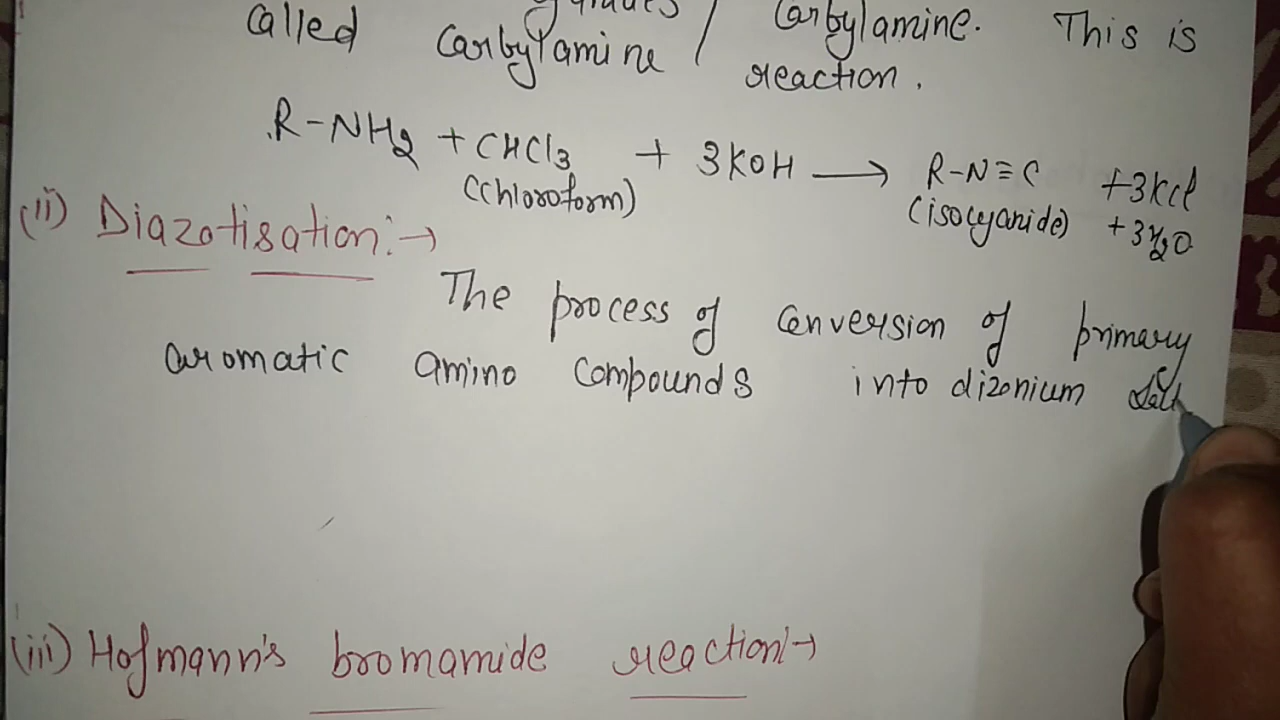 called Carbylamine / Carbylamine. This is
reaction.
R-NH2 + CHCl3 + 3KOH ⟶ R-N≡C +3KCl
(Chloroform) (isocyanide) +3H2O
(ii) Diazotisation:→
The process of Conversion of primary
aromatic amino Compounds into dizonium
(iii) Hofmann's bromamide reaction:→